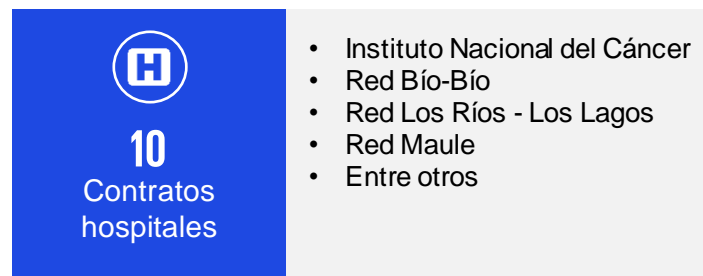 H
10
Contratos
hospitales
• Instituto Nacional del Cáncer
• Red Bío-Bío
• Red Los Ríos - Los Lagos
• Red Maule
• Entre otros